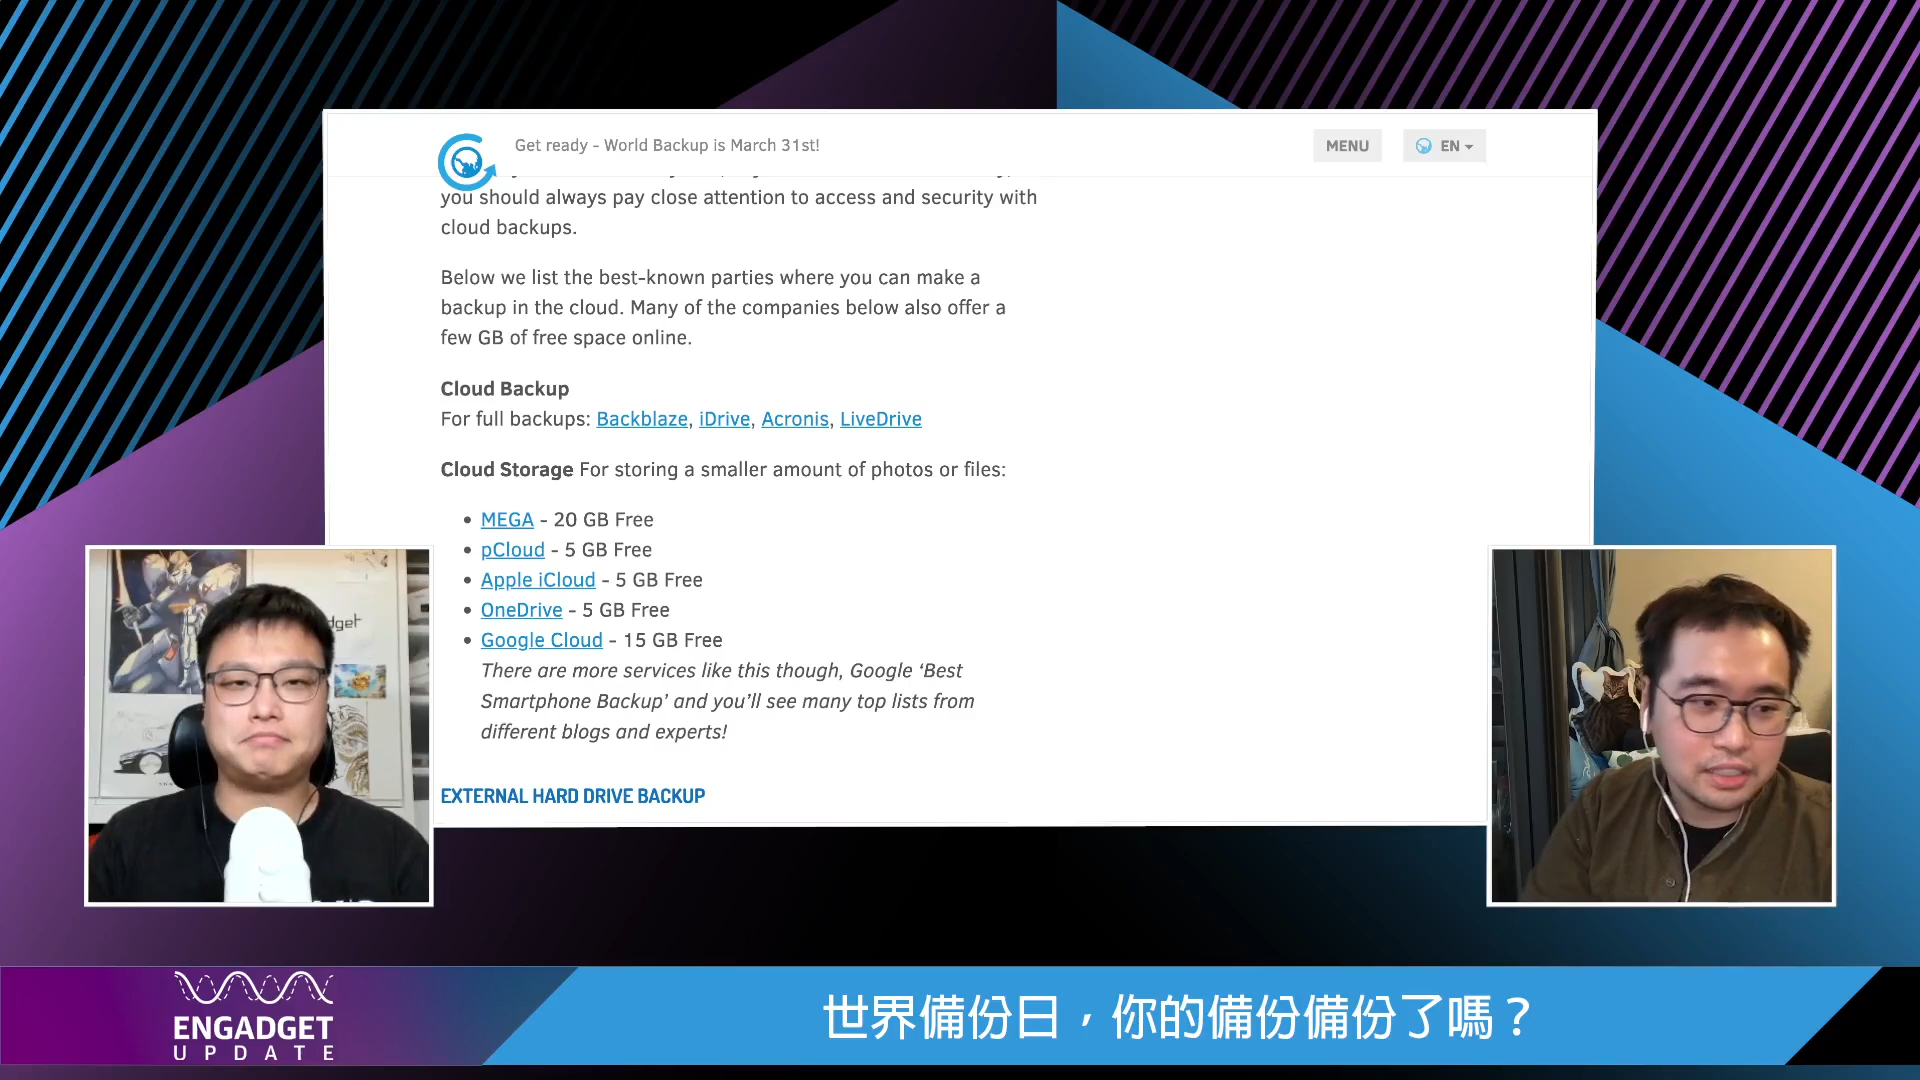 Get ready - World Backup is March 31st!
MENU
EN
you should always pay close attention to access and security with
cloud backups.
Below we list the best-known parties where you can make a
backup in the cloud. Many of the companies below also offer a
few GB of free space online.
Cloud Backup
For full backups: Backblaze, iDrive, Acronis, LiveDrive
Cloud Storage For storing a smaller amount of photos or files:
• MEGA - 20 GB Free
• pCloud - 5 GB Free
• Apple iCloud - 5 GB Free
• OneDrive - 5 GB Free
• Google Cloud - 15 GB Free
There are more services like this though, Google ‘Best
Smartphone Backup’ and you’ll see many top lists from
different blogs and experts!
EXTERNAL HARD DRIVE BACKUP
dget
ENGADGET
UPDATE
世界備份日，你的備份備份了嗎？